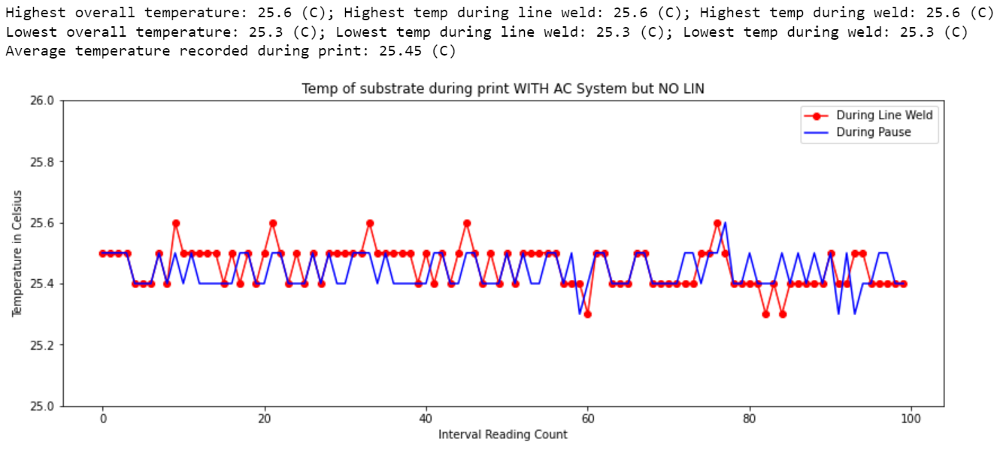 Highest overall temperature: 25.6 (C); Highest temp during line weld: 25.6 (C); Highest temp during weld: 25.6 (C)
Lowest overall temperature: 25.3 (C); Lowest temp during line weld: 25.3 (C); Lowest temp during weld: 25.3 (C)
Average temperature recorded during print: 25.45 (C)
Temp of substrate during print WITH AC System but NO LIN
During Line Weld
During Pause
Temperature in Celsius
26.0
25.8
25.6
25.4
25.2
25.0
0 20 40 60 80 100
Interval Reading Count